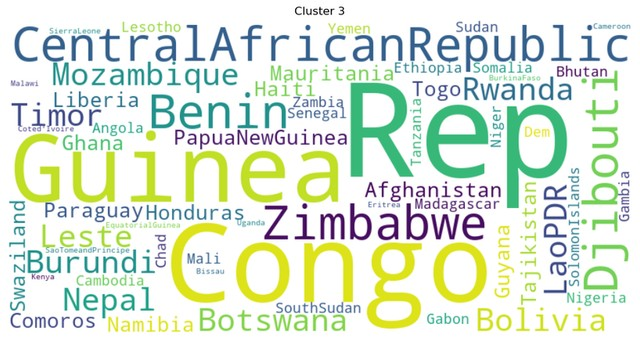 Cluster 3
SierraLeone
Lesotho
Yemen
Sudan
Cameroon
CentralAfricanRepublic
Mozambique
Mauritania
Ethiopia
Somalia
Bhutan
Malawi
Haiti
BurkinaFaso
Liberia
Benin
Zambia
Togo
Rwanda
Timor
Senegal
Rep
Coted'Ivoire
Angola
Tanzania
Niger
Dem
Djibouti
Ghana
PapuaNewGuinea
Guinea
Gambia
Afghanistan
Eritrea
Madagascar
LaoPDR
SolomonIslands
Tajikistan
Swaziland
Paraguay
Honduras
Zimbabwe
EquatorialGuinea
Uganda
Leste
Congo
Guyana
SaoTomeandPrincipe
Chad
Burundi
Mali
Bissau
Kenya
Cambodia
Nepal
Nigeria
SouthSudan
Comoros
Namibia
Botswana
Gabon
Bolivia